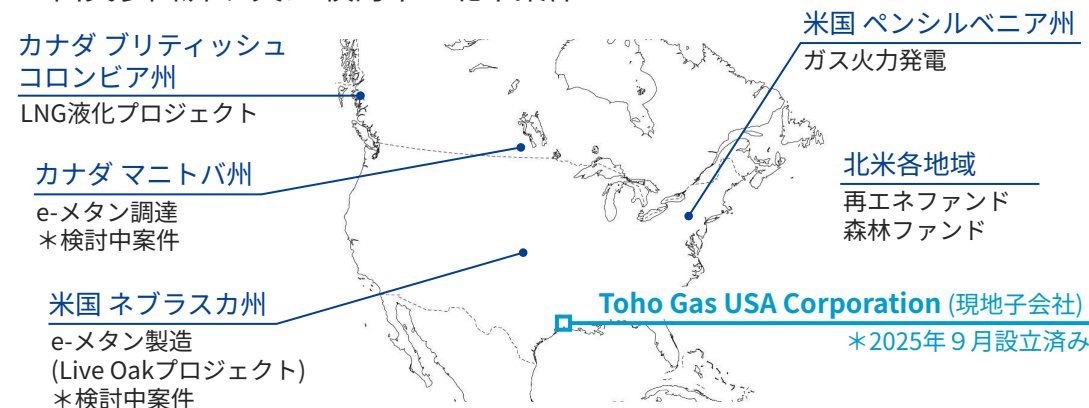 カナダ ブリティッシュ
コロンビア州
LNG液化プロジェクト
カナダ マニトバ州
e-メタン調達
＊検討中案件
米国 ネブラスカ州
e-メタン製造
(Live Oakプロジェクト)
＊検討中案件
米国 ペンシルベニア州
ガス火力発電
北米各地域
再エネファンド
森林ファンド
Toho Gas USA Corporation (現地子会社)
＊2025年９月設立済み